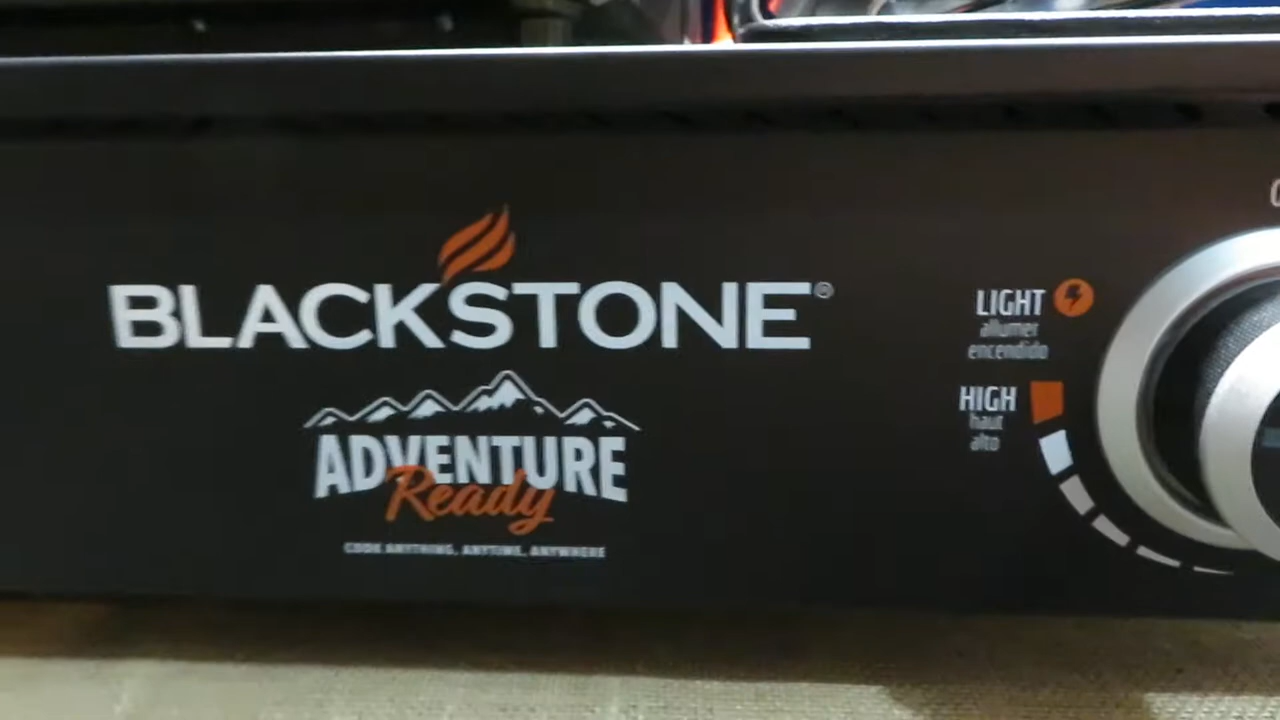 BLACKSTONE®
ADVENTURE
Ready
COOK ANYTHING, ANYTIME, ANYWHERE
LIGHT
allumer
encendido
HIGH
haut
alto